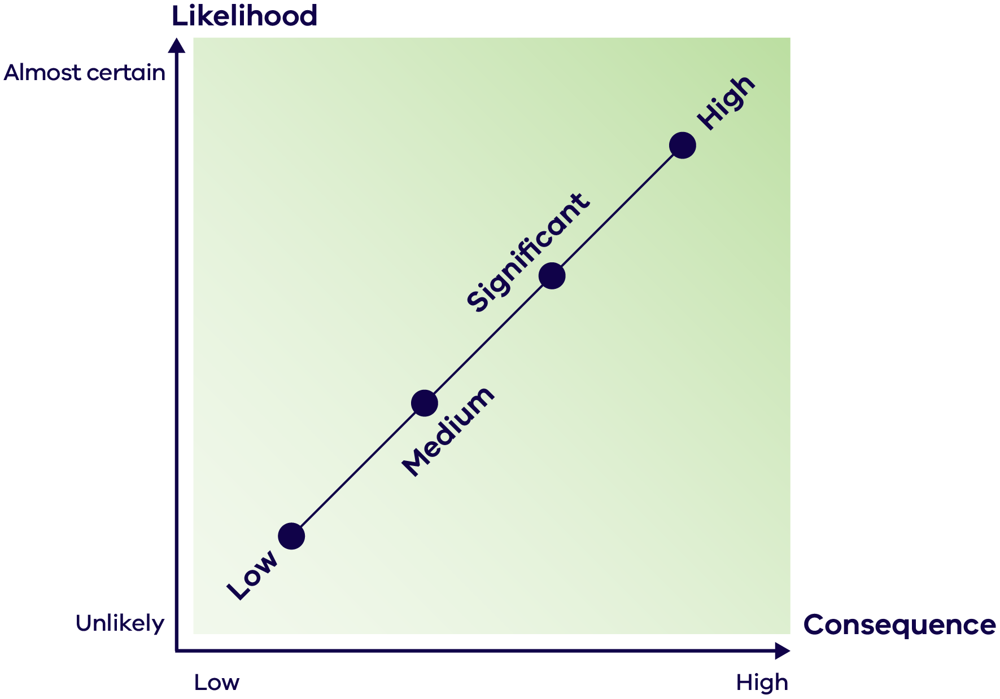 Likelihood
Almost certain
High
Significant
Medium
Low
Unlikely
Consequence
Low
High